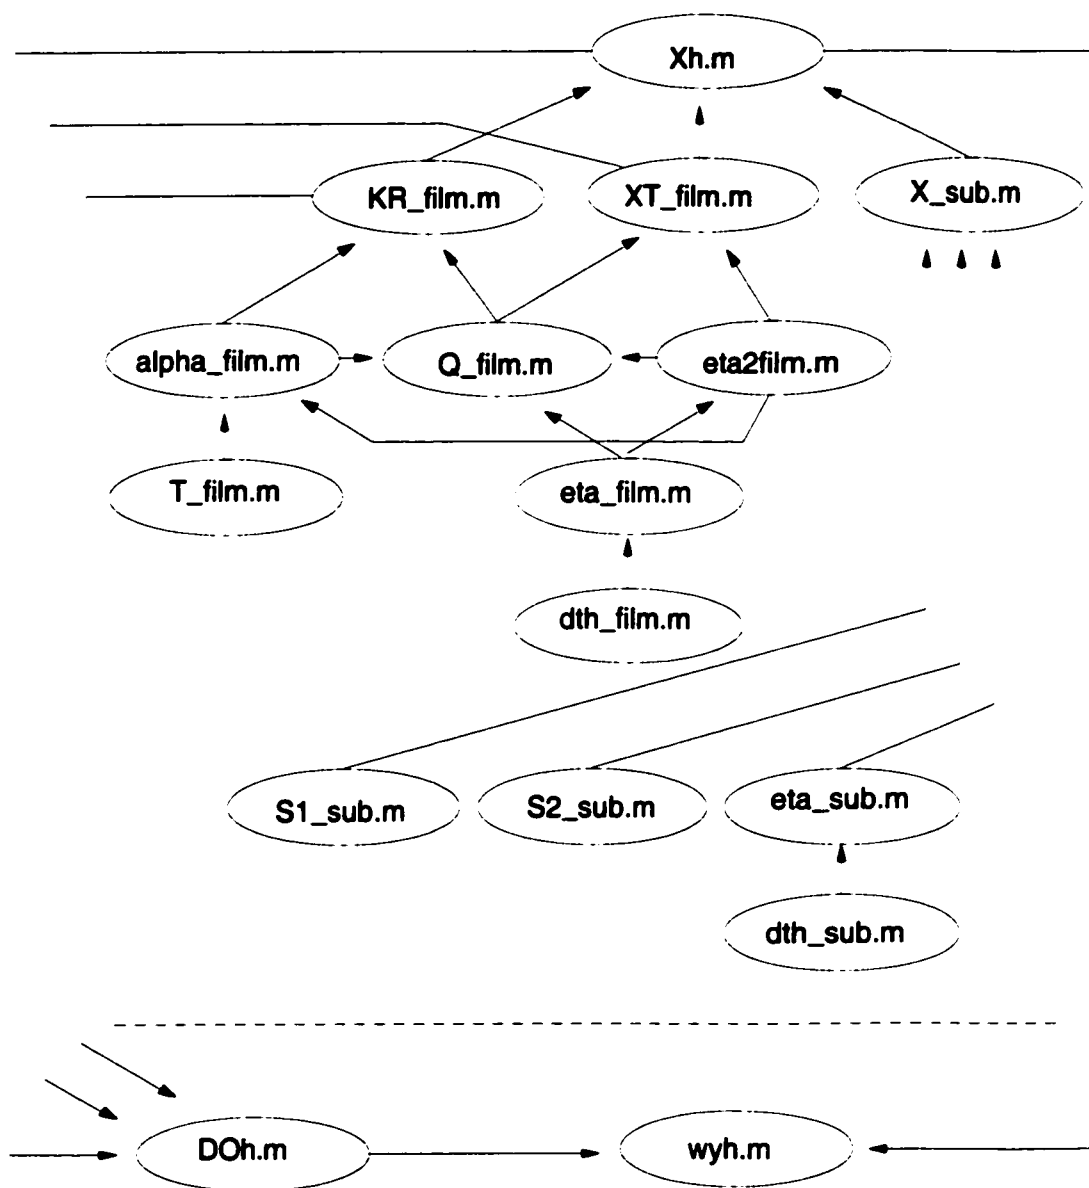 Xh.m
KR_film.m
XT_film.m
X_sub.m
alpha_film.m
Q_film.m
eta2film.m
T_film.m
eta_film.m
dth_film.m
S1_sub.m
S2_sub.m
eta_sub.m
dth_sub.m
DOh.m
wyh.m